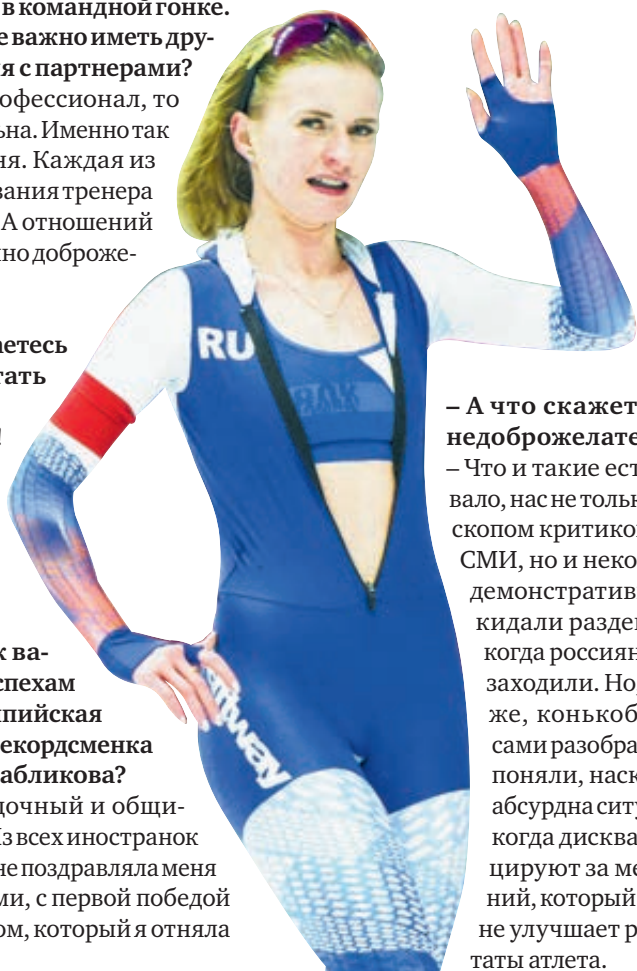 в командной гонке.
е важно иметь дру-
я с партнерами?
офессионал, то
ьна. Именно так
ня. Каждая из
вания тренера
А отношений
но доброже-
аетесь
тать
!
к ва-
спехам
пийская
екордсменка
абликова?
дочный и общи-
Из всех иностранок
не поздравляла меня
ми, с первой победой
ом, который я отняла
RU
way
– А что скажет
недоброжелате
– Что и такие ест
вало, нас не тольк
скопом критико
СМИ, но и неко
демонстратив
кидали разде
когда россиян
заходили. Но,
же, конькоб
сами разобра
поняли, наск
абсурдна ситу
когда дисква
цируют за ме
ний, который
не улучшает р
таты атлета.